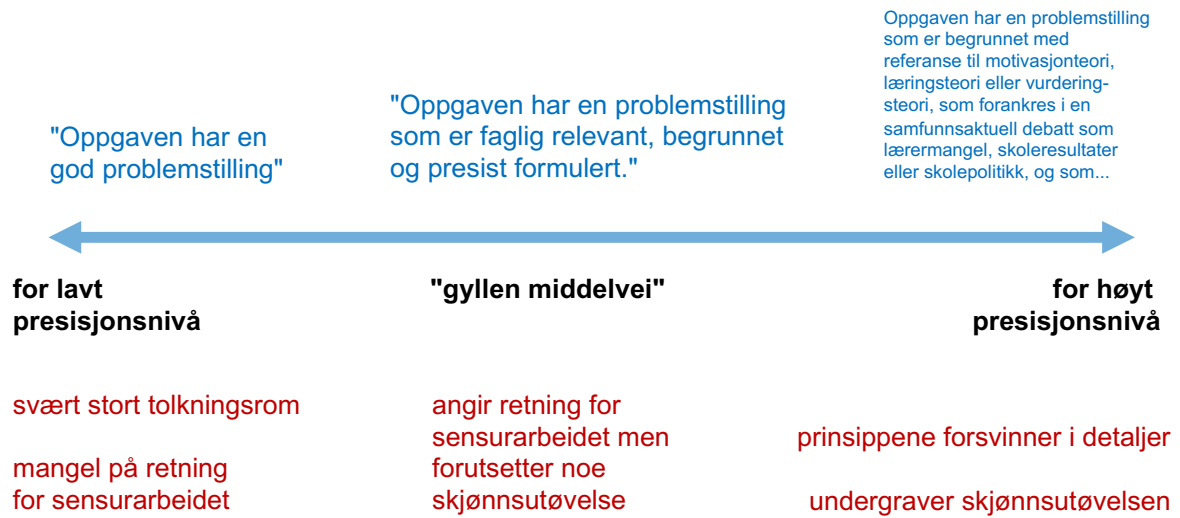 "Oppgaven har en
god problemstilling"
"Oppgaven har en problemstilling
som er faglig relevant, begrunnet
og presist formulert."
Oppgaven har en problemstilling
som er begrunnet med
referanse til motivasjonteori,
læringsteori eller vurdering-
steori, som forankres i en
samfunnsaktuell debatt som
lærermangel, skoleresultater
eller skolepolitikk, og som...
for lavt
presisjonsnivå
"gyllen middelvei"
for høyt
presisjonsnivå
svært stort tolkningsrom
mangel på retning
for sensurarbeidet
angir retning for
sensurarbeidet men
forutsetter noe
skjønnsutøvelse
prinsippene forsvinner i detaljer
undergraver skjønnsutøvelsen